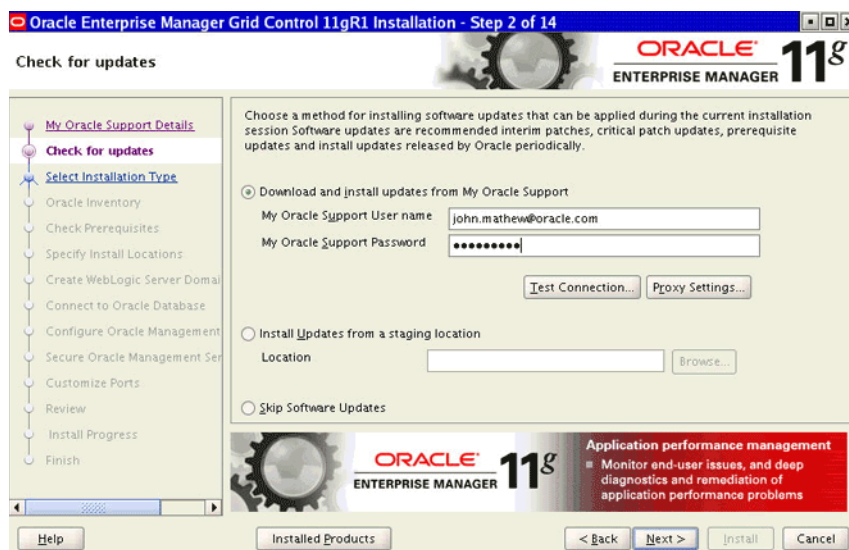 Oracle Enterprise Manager Grid Control 11gR1 Installation - Step 2 of 14
Check for updates
ORACLE
ENTERPRISE MANAGER 11g
My Oracle Support Details
Check for updates
Select Installation Type
Oracle Inventory
Check Prerequisites
Specify Install Locations
Create WebLogic Server Domai
Connect to Oracle Database
Configure Oracle Management
Secure Oracle Management Ser
Customize Ports
Review
Install Progress
Finish
Choose a method for installing software updates that can be applied during the current installation
session Software updates are recommended interim patches, critical patch updates, prerequisite
updates and install updates released by Oracle periodically.
Download and install updates from My Oracle Support
My Oracle Support User name john.mathew@oracle.com
My Oracle Support Password •••••••••
Test Connection... Proxy Settings...
Install Updates from a staging location
Location Browse...
Skip Software Updates
ORACLE
ENTERPRISE MANAGER 11g
Application performance management
Monitor end-user issues, and deep
diagnostics and remediation of
application performance problems
Help Installed Products < Back Next > Install Cancel